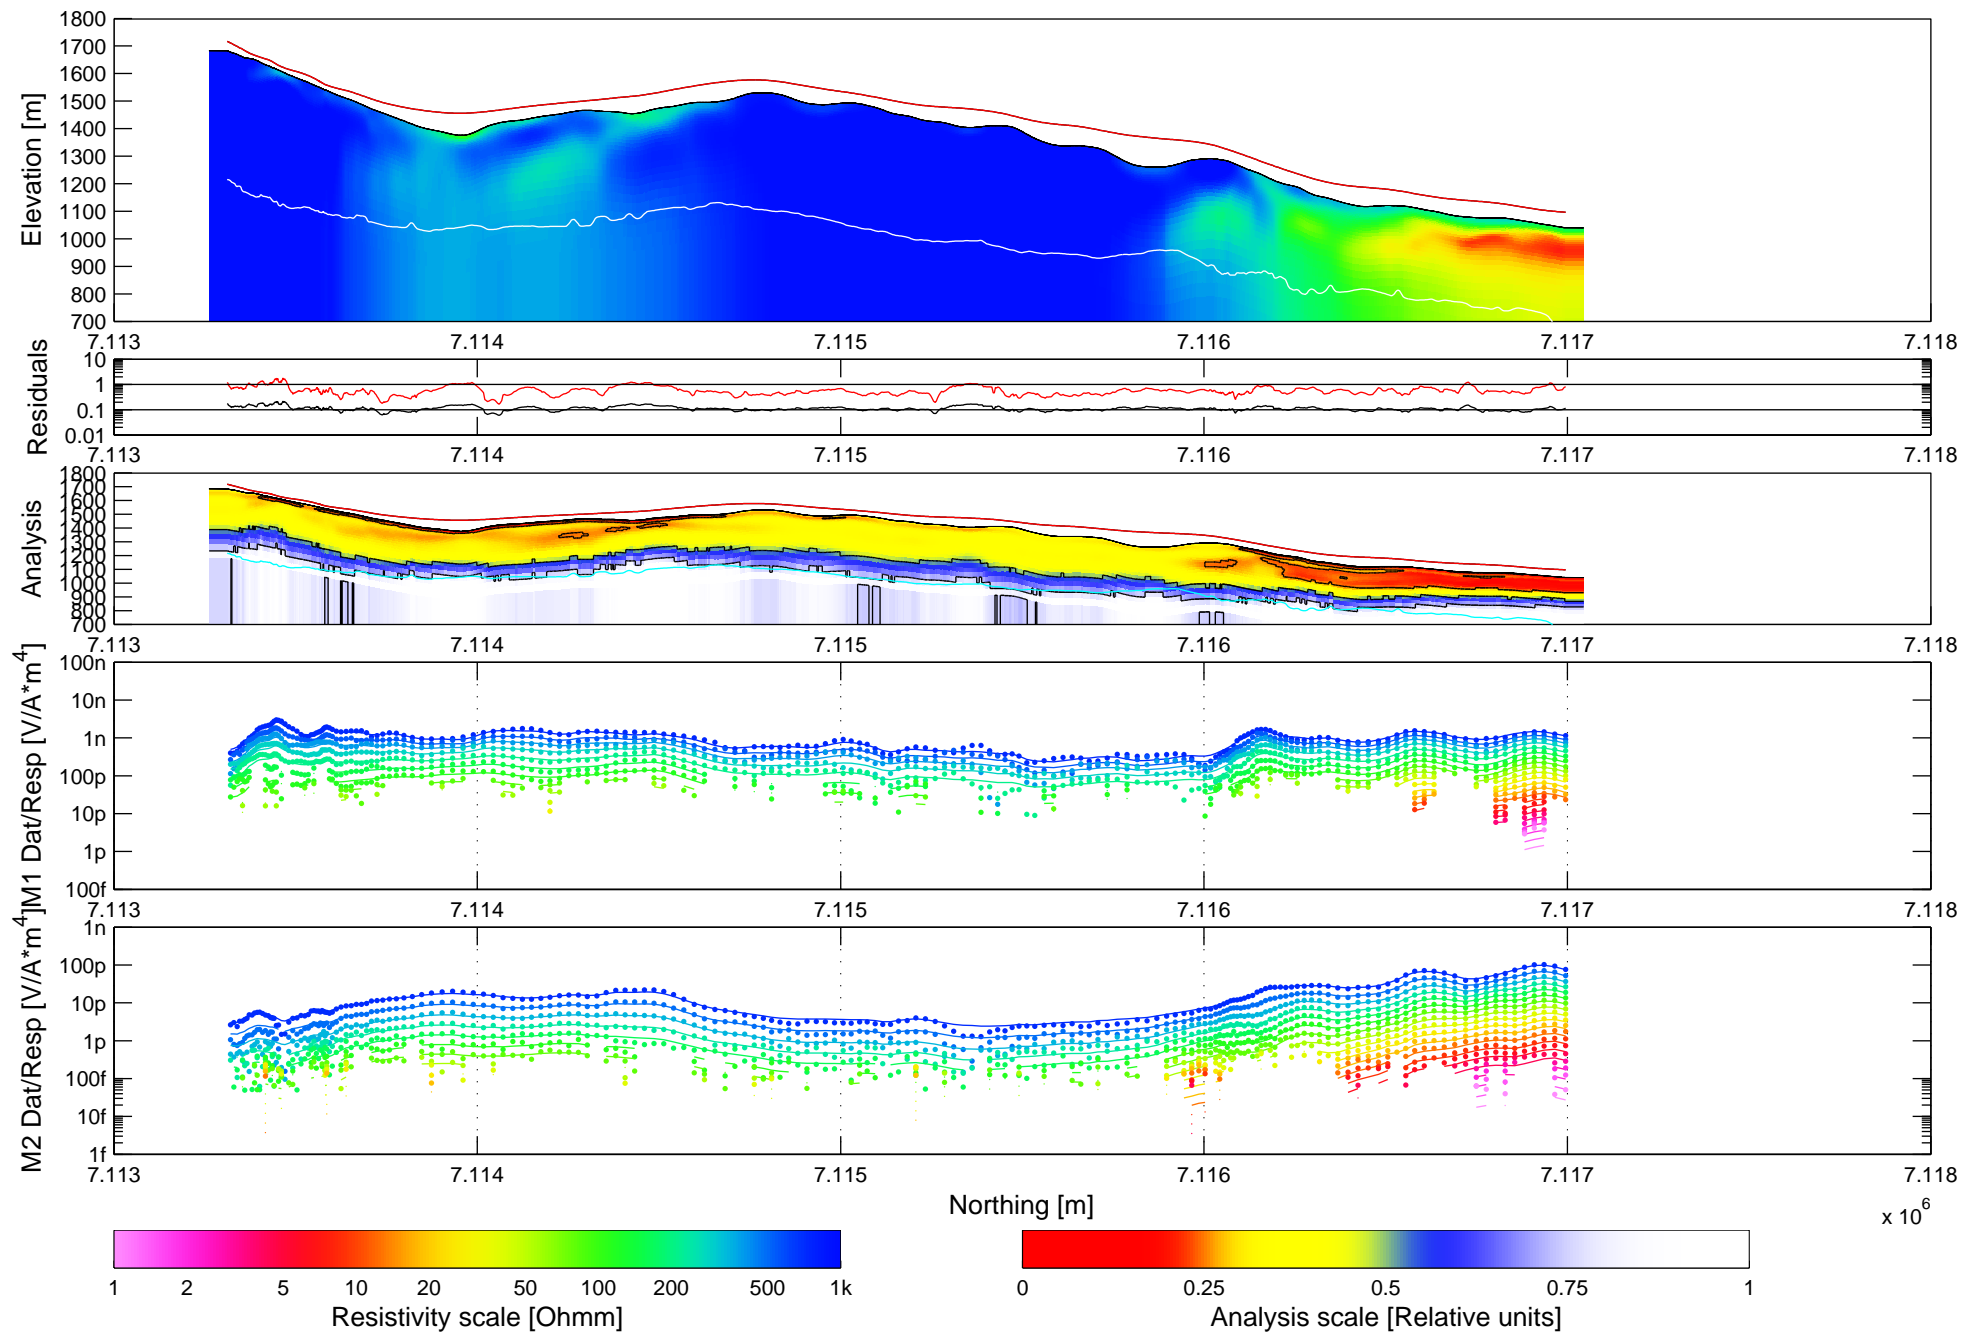 1800
1700
1600
1500
1400
1300
1200
1100
1000
900
800
700
Elevation [m]
7.113 7.114 7.115 7.116 7.117 7.118
10
1
0.1
0.01
Residuals
7.113 7.114 7.115 7.116 7.117 7.118
1800
1700
1600
1500
1400
1300
1200
1100
1000
900
800
700
Analysis
7.113 7.114 7.115 7.116 7.117 7.118
100n
10n
1n
100p
10p
1p
100f
M1 Dat/Resp [V/A*m^4]
7.113 7.114 7.115 7.116 7.117 7.118
1n
100p
10p
1p
100f
10f
1f
M2 Dat/Resp [V/A*m^4]
7.113 7.114 7.115 7.116 7.117 7.118
Northing [m]
x 10^6
1 2 5 10 20 50 100 200 500 1k
Resistivity scale [Ohmm]
0 0.25 0.5 0.75 1
Analysis scale [Relative units]